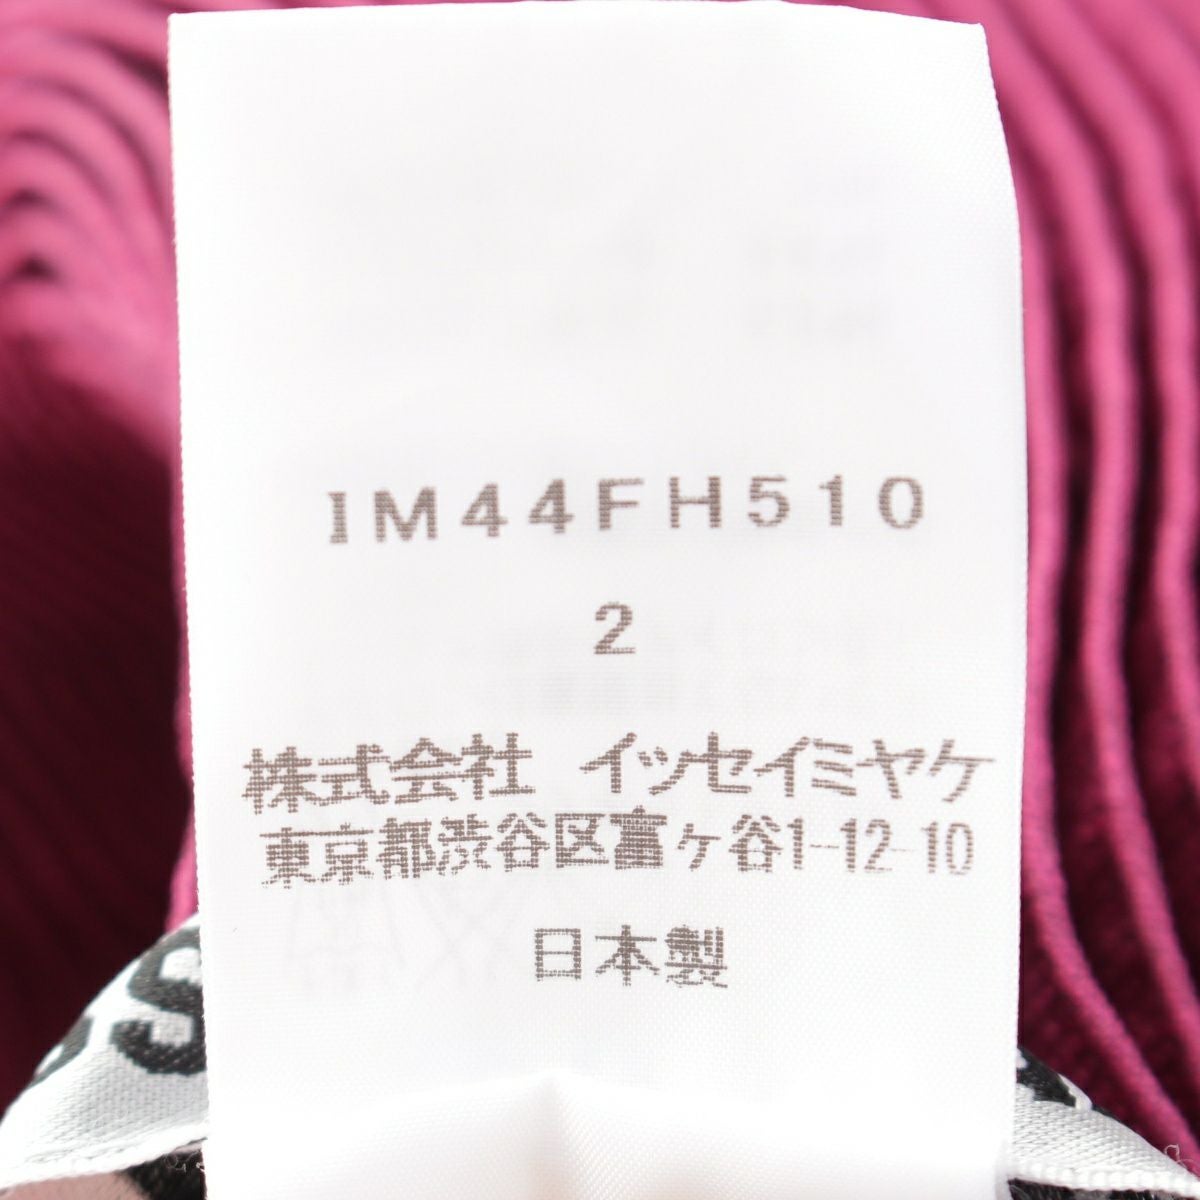 IM44FH510
2
株式会社 イッセイミヤケ
東京都渋谷区富ヶ谷1-12-10
日本製